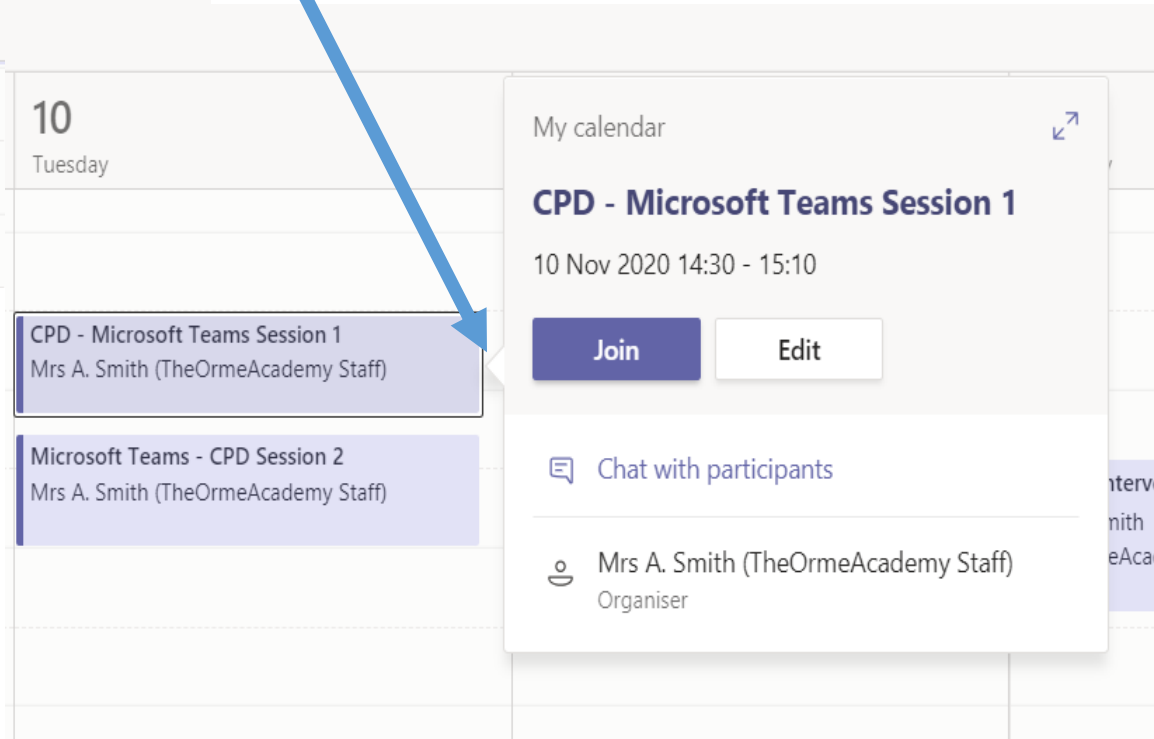 10
Tuesday
CPD - Microsoft Teams Session 1
Mrs A. Smith (TheOrmeAcademy Staff)
Microsoft Teams - CPD Session 2
Mrs A. Smith (TheOrmeAcademy Staff)
My calendar
CPD - Microsoft Teams Session 1
10 Nov 2020 14:30 - 15:10
Join
Edit
Chat with participants
Mrs A. Smith (TheOrmeAcademy Staff)
Organiser